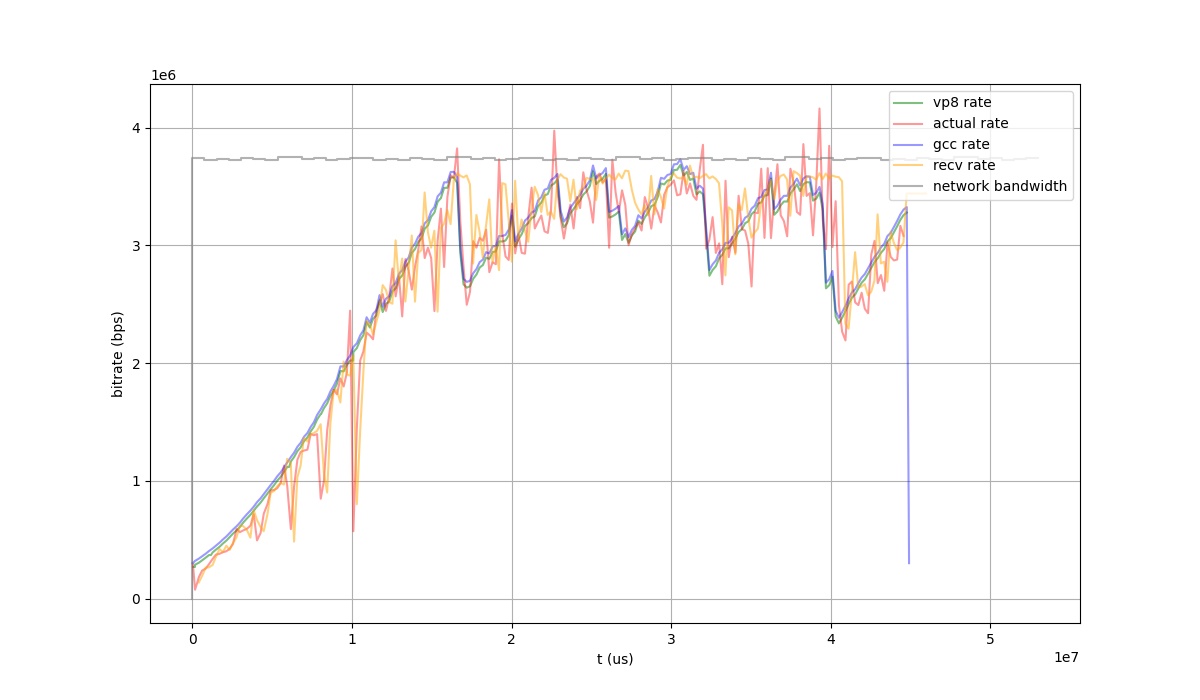 1e6
vp8 rate
actual rate
gcc rate
recv rate
network bandwidth
4
3
2
1
0
bitrate (bps)
0 1 2 3 4 5
t (us)
1e7